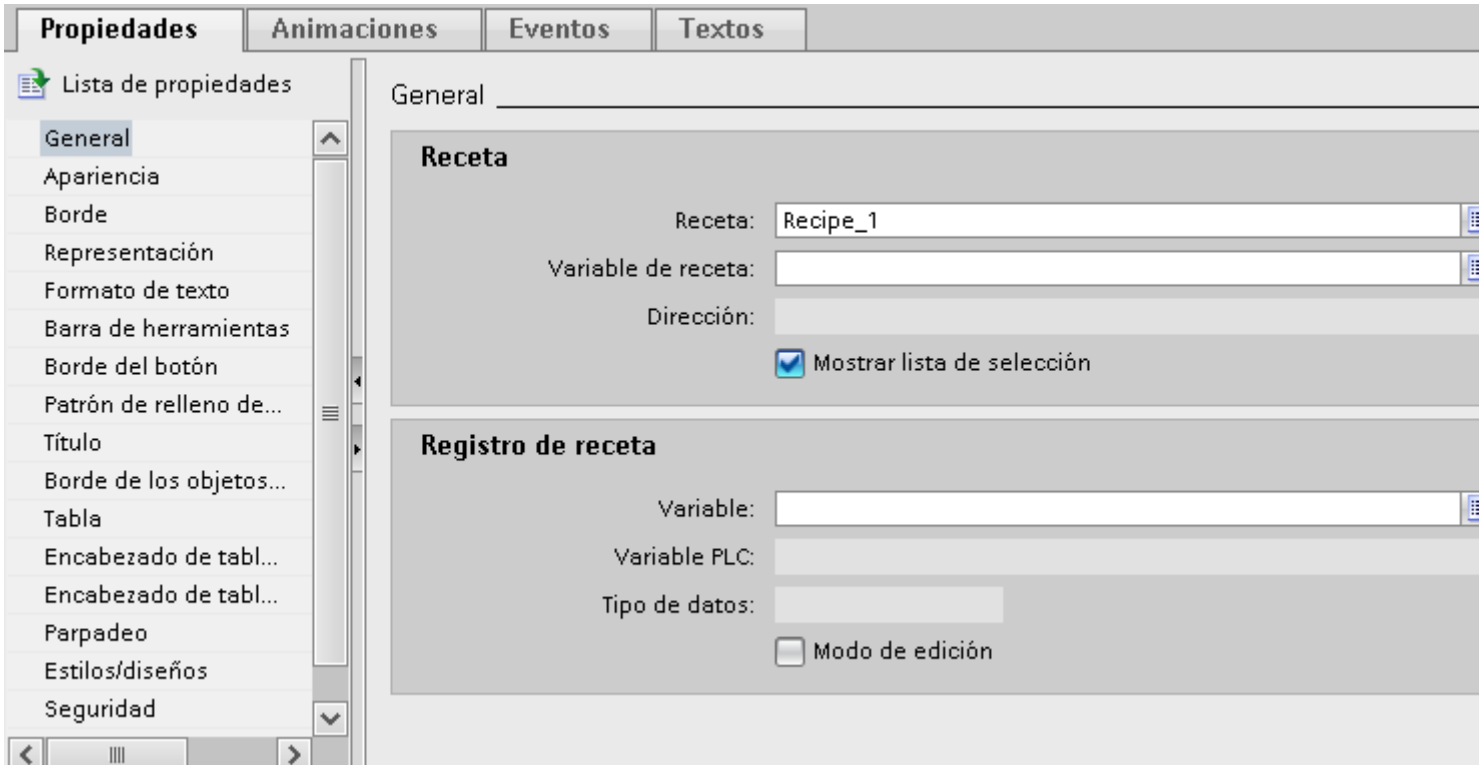 Propiedades Animaciones Eventos Textos
Lista de propiedades
General
Apariencia
Borde
Representación
Formato de texto
Barra de herramientas
Borde del botón
Patrón de relleno de...
Título
Borde de los objetos...
Tabla
Encabezado de tabl...
Encabezado de tabl...
Parpadeo
Estilos/diseños
Seguridad
General
Receta
Receta: Recipe_1
Variable de receta:
Dirección:
Mostrar lista de selección
Registro de receta
Variable:
Variable PLC:
Tipo de datos:
Modo de edición